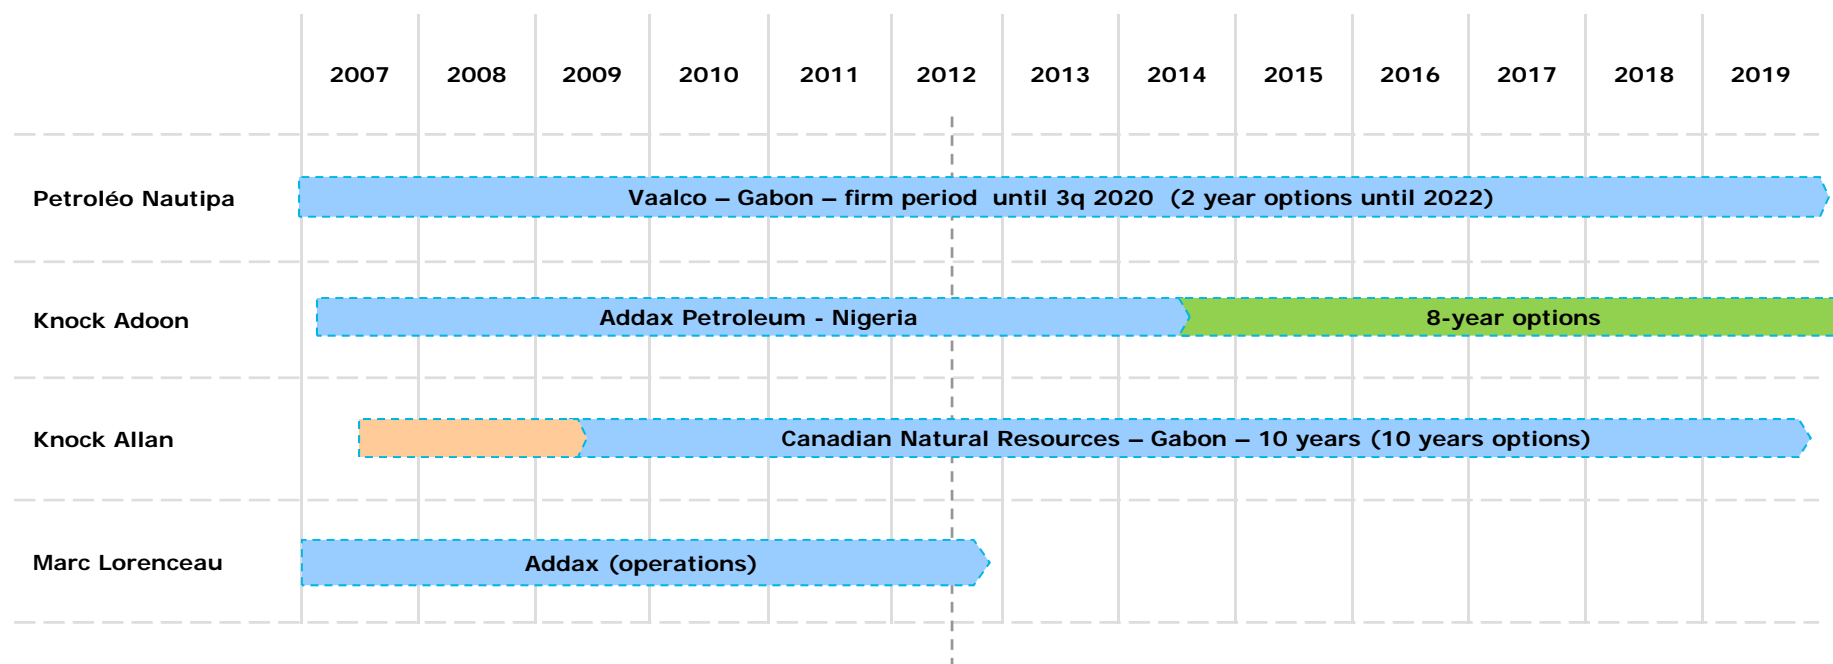 2007 2008 2009 2010 2011 2012 2013 2014 2015 2016 2017 2018 2019
Petroléo Nautipa
Vaalco – Gabon – firm period  until 3q 2020  (2 year options until 2022)
Knock Adoon
Addax Petroleum - Nigeria
8-year options
Knock Allan
Canadian Natural Resources – Gabon – 10 years (10 years options)
Marc Lorenceau
Addax (operations)